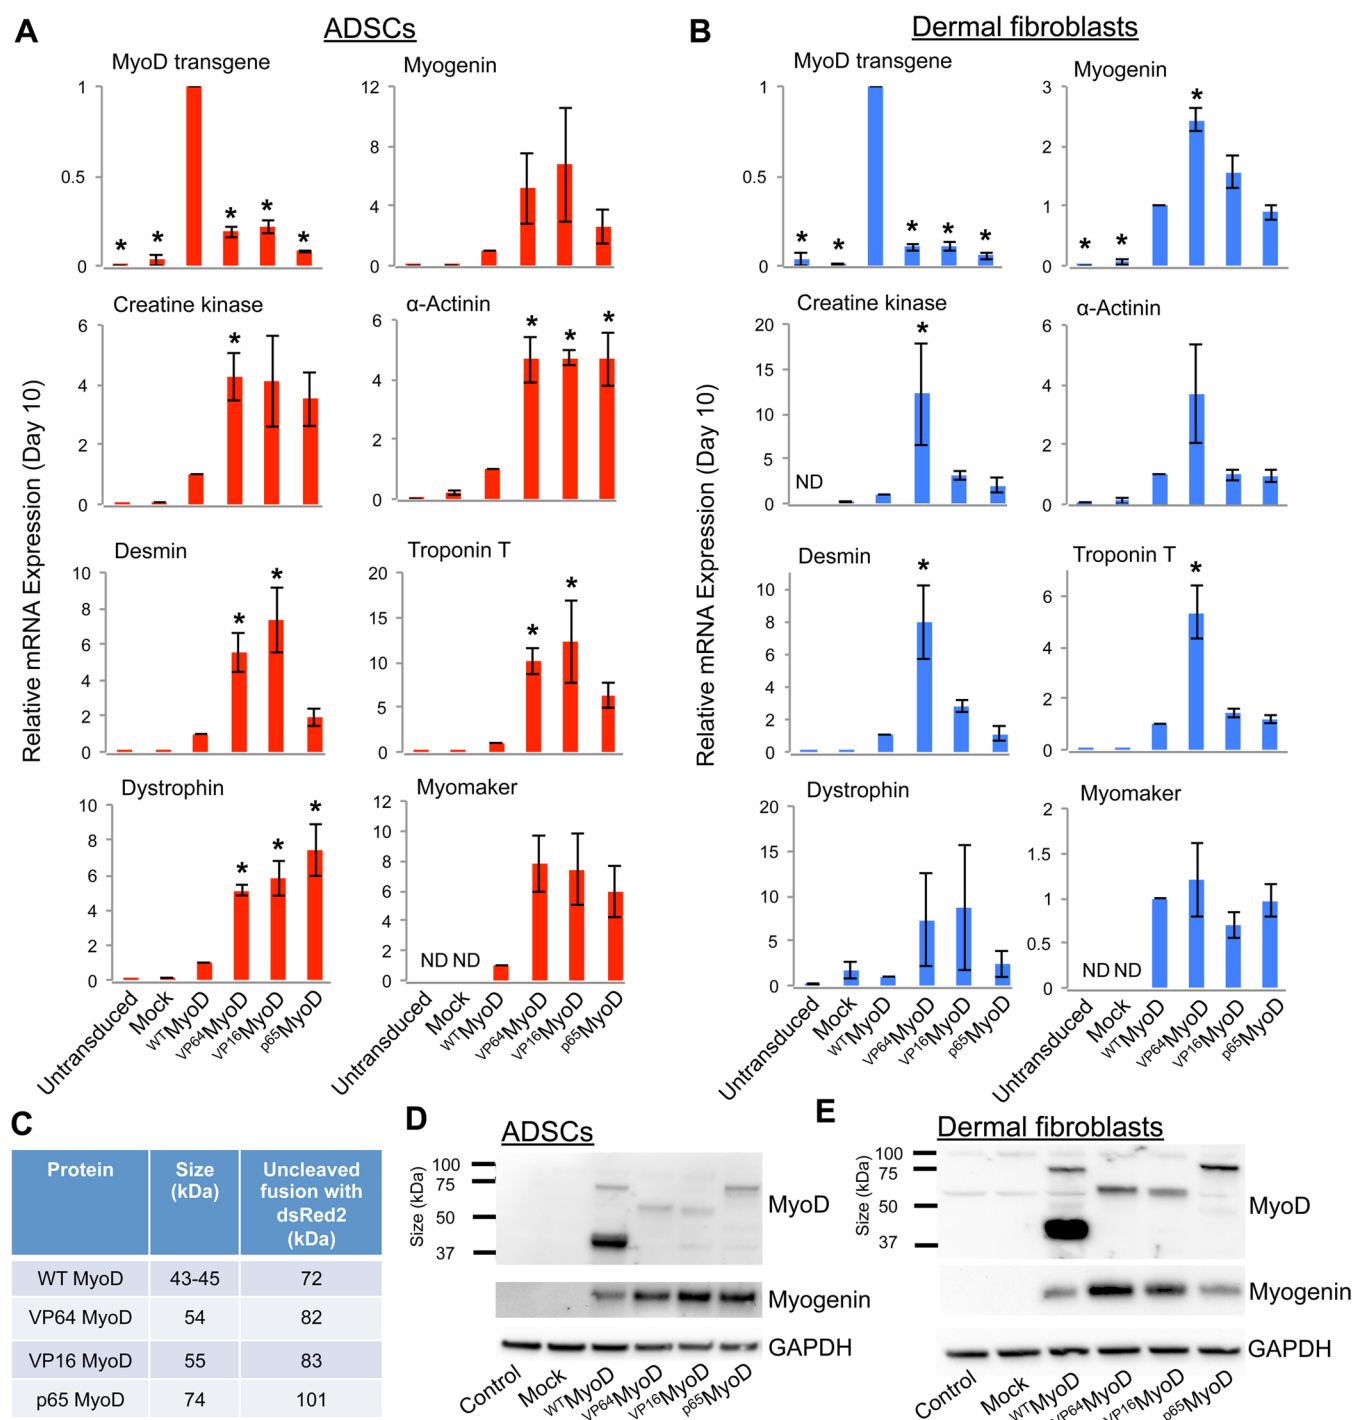 A
ADSCs
B
Dermal fibroblasts
Relative mRNA Expression (Day 10)
MyoD transgene
1
0.5
0
* * * * *
Myogenin
12
8
4
0
Creatine kinase
6
4
2
0
*
α-Actinin
6
4
2
0
* * *
Desmin
10
8
6
4
2
0
* *
Troponin T
20
15
10
5
0
* *
Dystrophin
10
8
6
4
2
0
* * *
Myomaker
12
10
8
6
4
2
0
ND ND
Untransduced
Mock
WTMyoD
VP64MyoD
VP16MyoD
p65MyoD
Untransduced
Mock
WTMyoD
VP64MyoD
VP16MyoD
p65MyoD
Relative mRNA Expression (Day 10)
MyoD transgene
1
0.5
0
* * * * *
Myogenin
3
2
1
0
* * *
Creatine kinase
20
15
10
5
0
ND
*
α-Actinin
6
4
2
0
Desmin
10
8
6
4
2
0
*
Troponin T
6
4
2
0
*
Dystrophin
20
15
10
5
0
Myomaker
2
1.5
1
0.5
0
ND ND
Untransduced
Mock
WTMyoD
VP64MyoD
VP16MyoD
p65MyoD
Untransduced
Mock
WTMyoD
VP64MyoD
VP16MyoD
p65MyoD
C
Protein Size (kDa) Uncleaved fusion with dsRed2 (kDa)
WT MyoD 43-45 72
VP64 MyoD 54 82
VP16 MyoD 55 83
p65 MyoD 74 101
D
ADSCs
Size (kDa)
100
75
50
37
MyoD
Myogenin
GAPDH
Control
Mock
WTMyoD
VP64MyoD
VP16MyoD
p65MyoD
E
Dermal fibroblasts
Size (kDa)
100
75
50
37
MyoD
Myogenin
GAPDH
Control
Mock
WTMyoD
VP64MyoD
VP16MyoD
p65MyoD